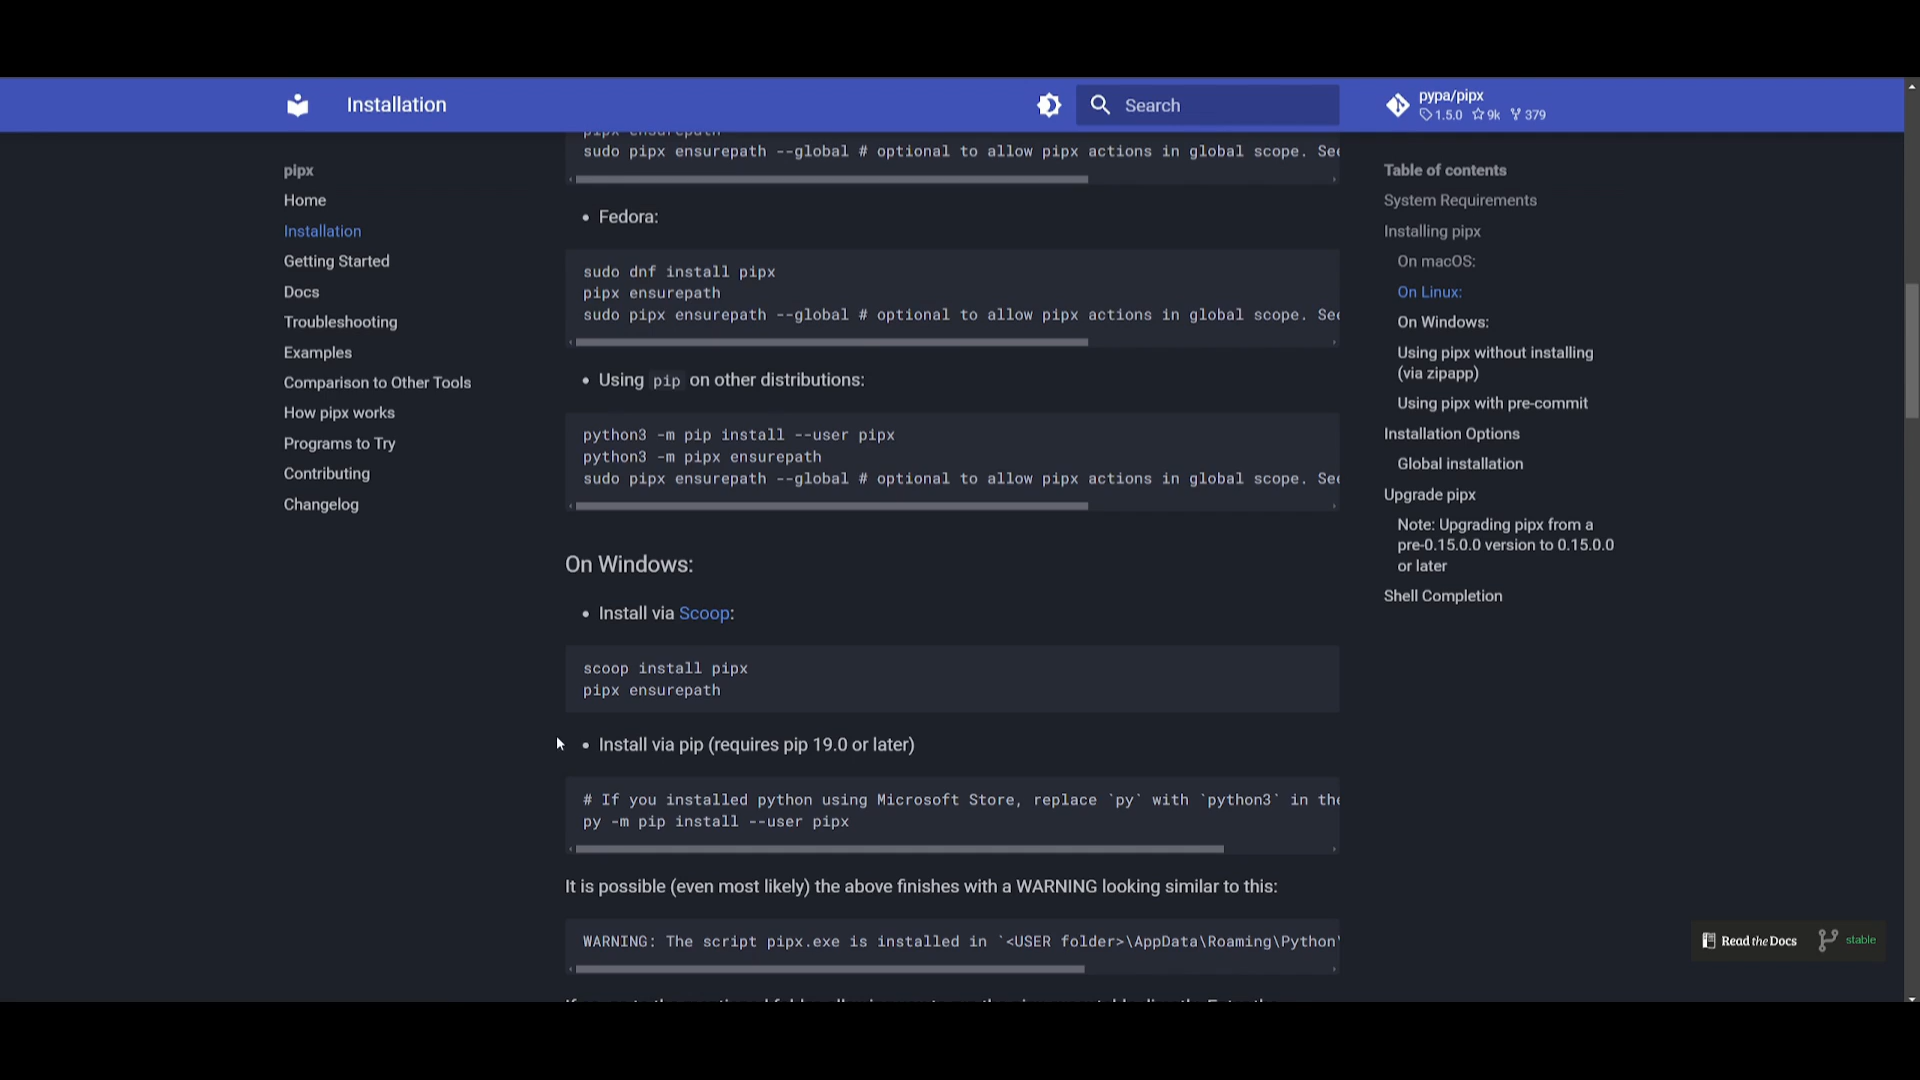 Installation
Search
pypa/pipx
1.5.0 9k 379
pipx
Home
Installation
Getting Started
Docs
Troubleshooting
Examples
Comparison to Other Tools
How pipx works
Programs to Try
Contributing
Changelog
pipx ensurepath
sudo pipx ensurepath --global # optional to allow pipx actions in global scope. See
• Fedora:
sudo dnf install pipx
pipx ensurepath
sudo pipx ensurepath --global # optional to allow pipx actions in global scope. See
• Using pip on other distributions:
python3 -m pip install --user pipx
python3 -m pipx ensurepath
sudo pipx ensurepath --global # optional to allow pipx actions in global scope. See
On Windows:
• Install via Scoop:
scoop install pipx
pipx ensurepath
• Install via pip (requires pip 19.0 or later)
# If you installed python using Microsoft Store, replace `py` with `python3` in the
py -m pip install --user pipx
It is possible (even most likely) the above finishes with a WARNING looking similar to this:
WARNING: The script pipx.exe is installed in `<USER folder>\AppData\Roaming\Python\
Table of contents
System Requirements
Installing pipx
On macOS:
On Linux:
On Windows:
Using pipx without installing
(via zipapp)
Using pipx with pre-commit
Installation Options
Global installation
Upgrade pipx
Note: Upgrading pipx from a
pre-0.15.0.0 version to 0.15.0.0
or later
Shell Completion
Read the Docs stable